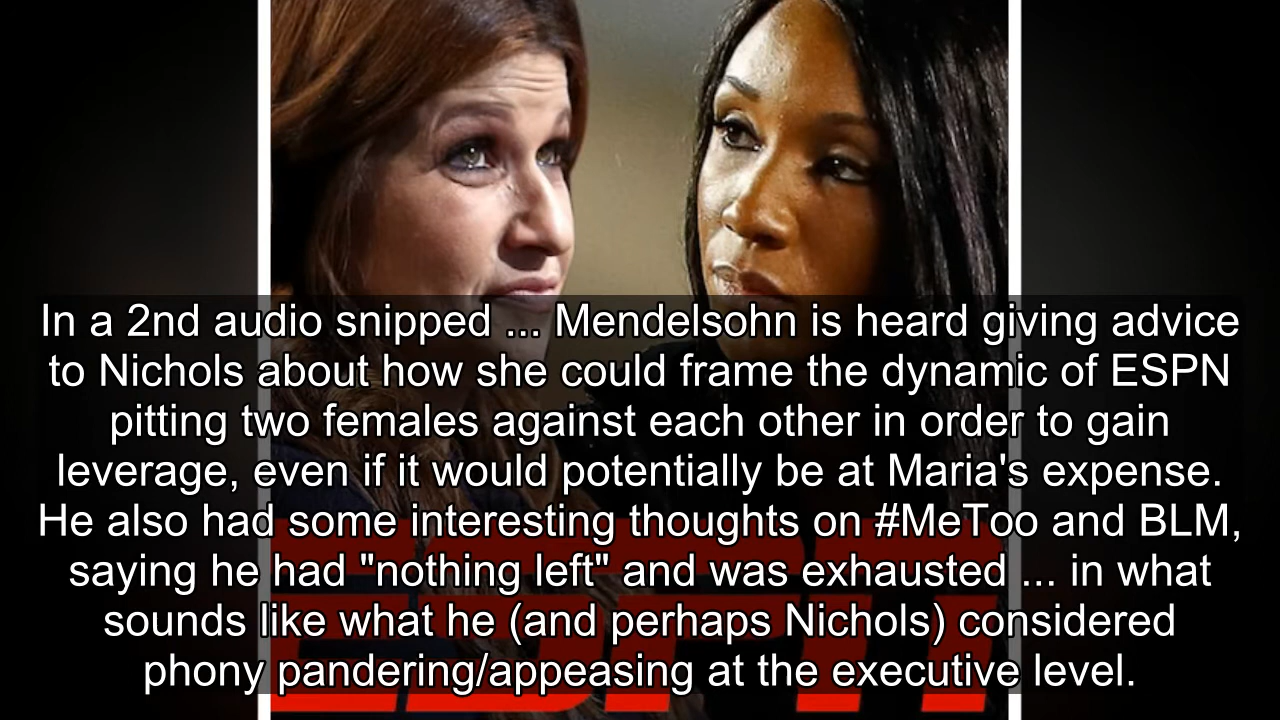 In a 2nd audio snipped ... Mendelsohn is heard giving advice
to Nichols about how she could frame the dynamic of ESPN
pitting two females against each other in order to gain
leverage, even if it would potentially be at Maria's expense.
He also had some interesting thoughts on #MeToo and BLM,
saying he had "nothing left" and was exhausted ... in what
sounds like what he (and perhaps Nichols) considered
phony pandering/appeasing at the executive level.
ESPN